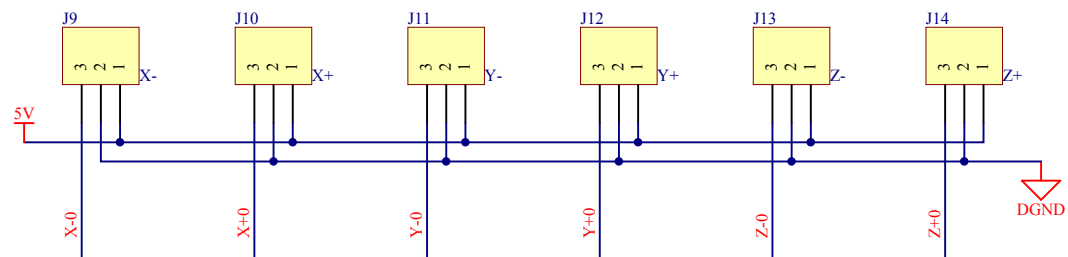 J9 J10 J11 J12 J13 J14
3 2 1 X- 3 2 1 X+ 3 2 1 Y- 3 2 1 Y+ 3 2 1 Z- 3 2 1 Z+
5V
DGND
X-0 X+0 Y-0 Y+0 Z-0 Z+0